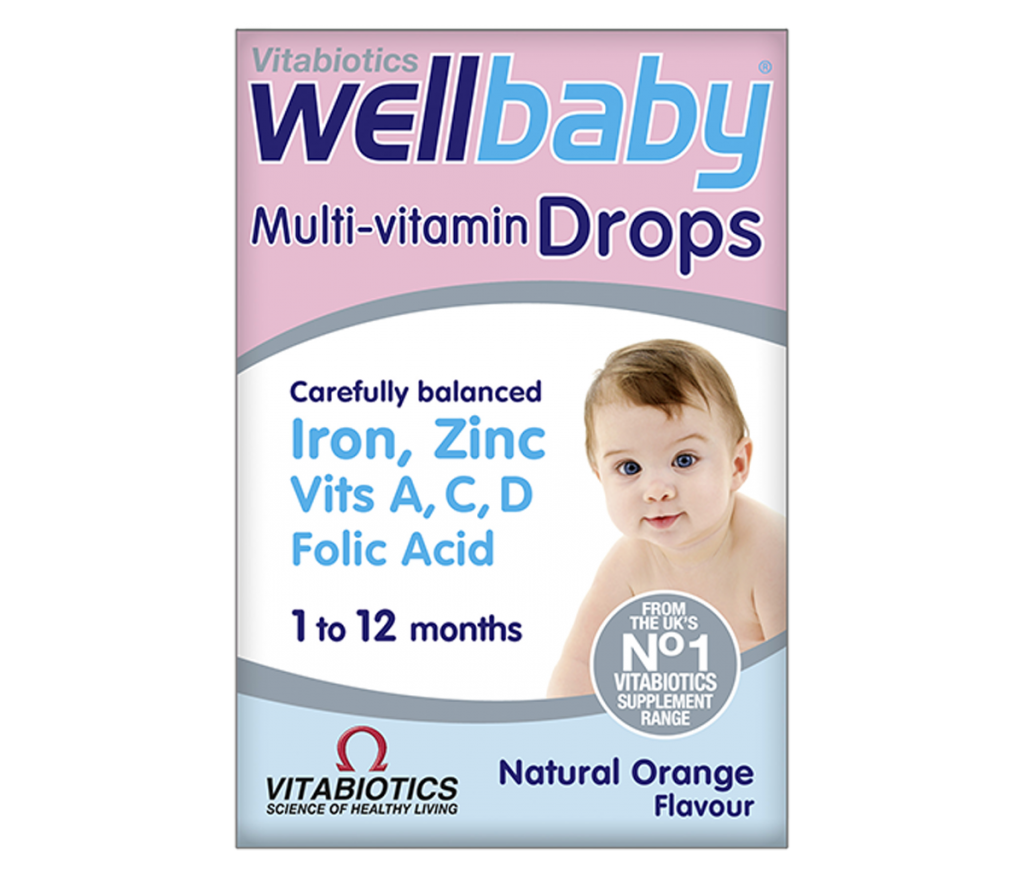 Vitabiotics
wellbaby®
Multi-vitamin Drops
Carefully balanced
Iron, Zinc
Vits A, C, D
Folic Acid
1 to 12 months
FROM
THE UK'S
Nº1
VITABIOTICS
SUPPLEMENT
RANGE
VITABIOTICS
SCIENCE OF HEALTHY LIVING
Natural Orange
Flavour